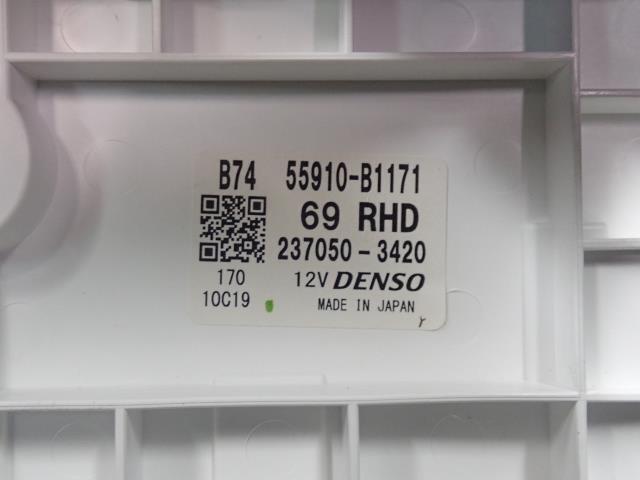 B74 55910-B1171
69 RHD
237050-3420
170 12V DENSO
10C19 MADE IN JAPAN
r